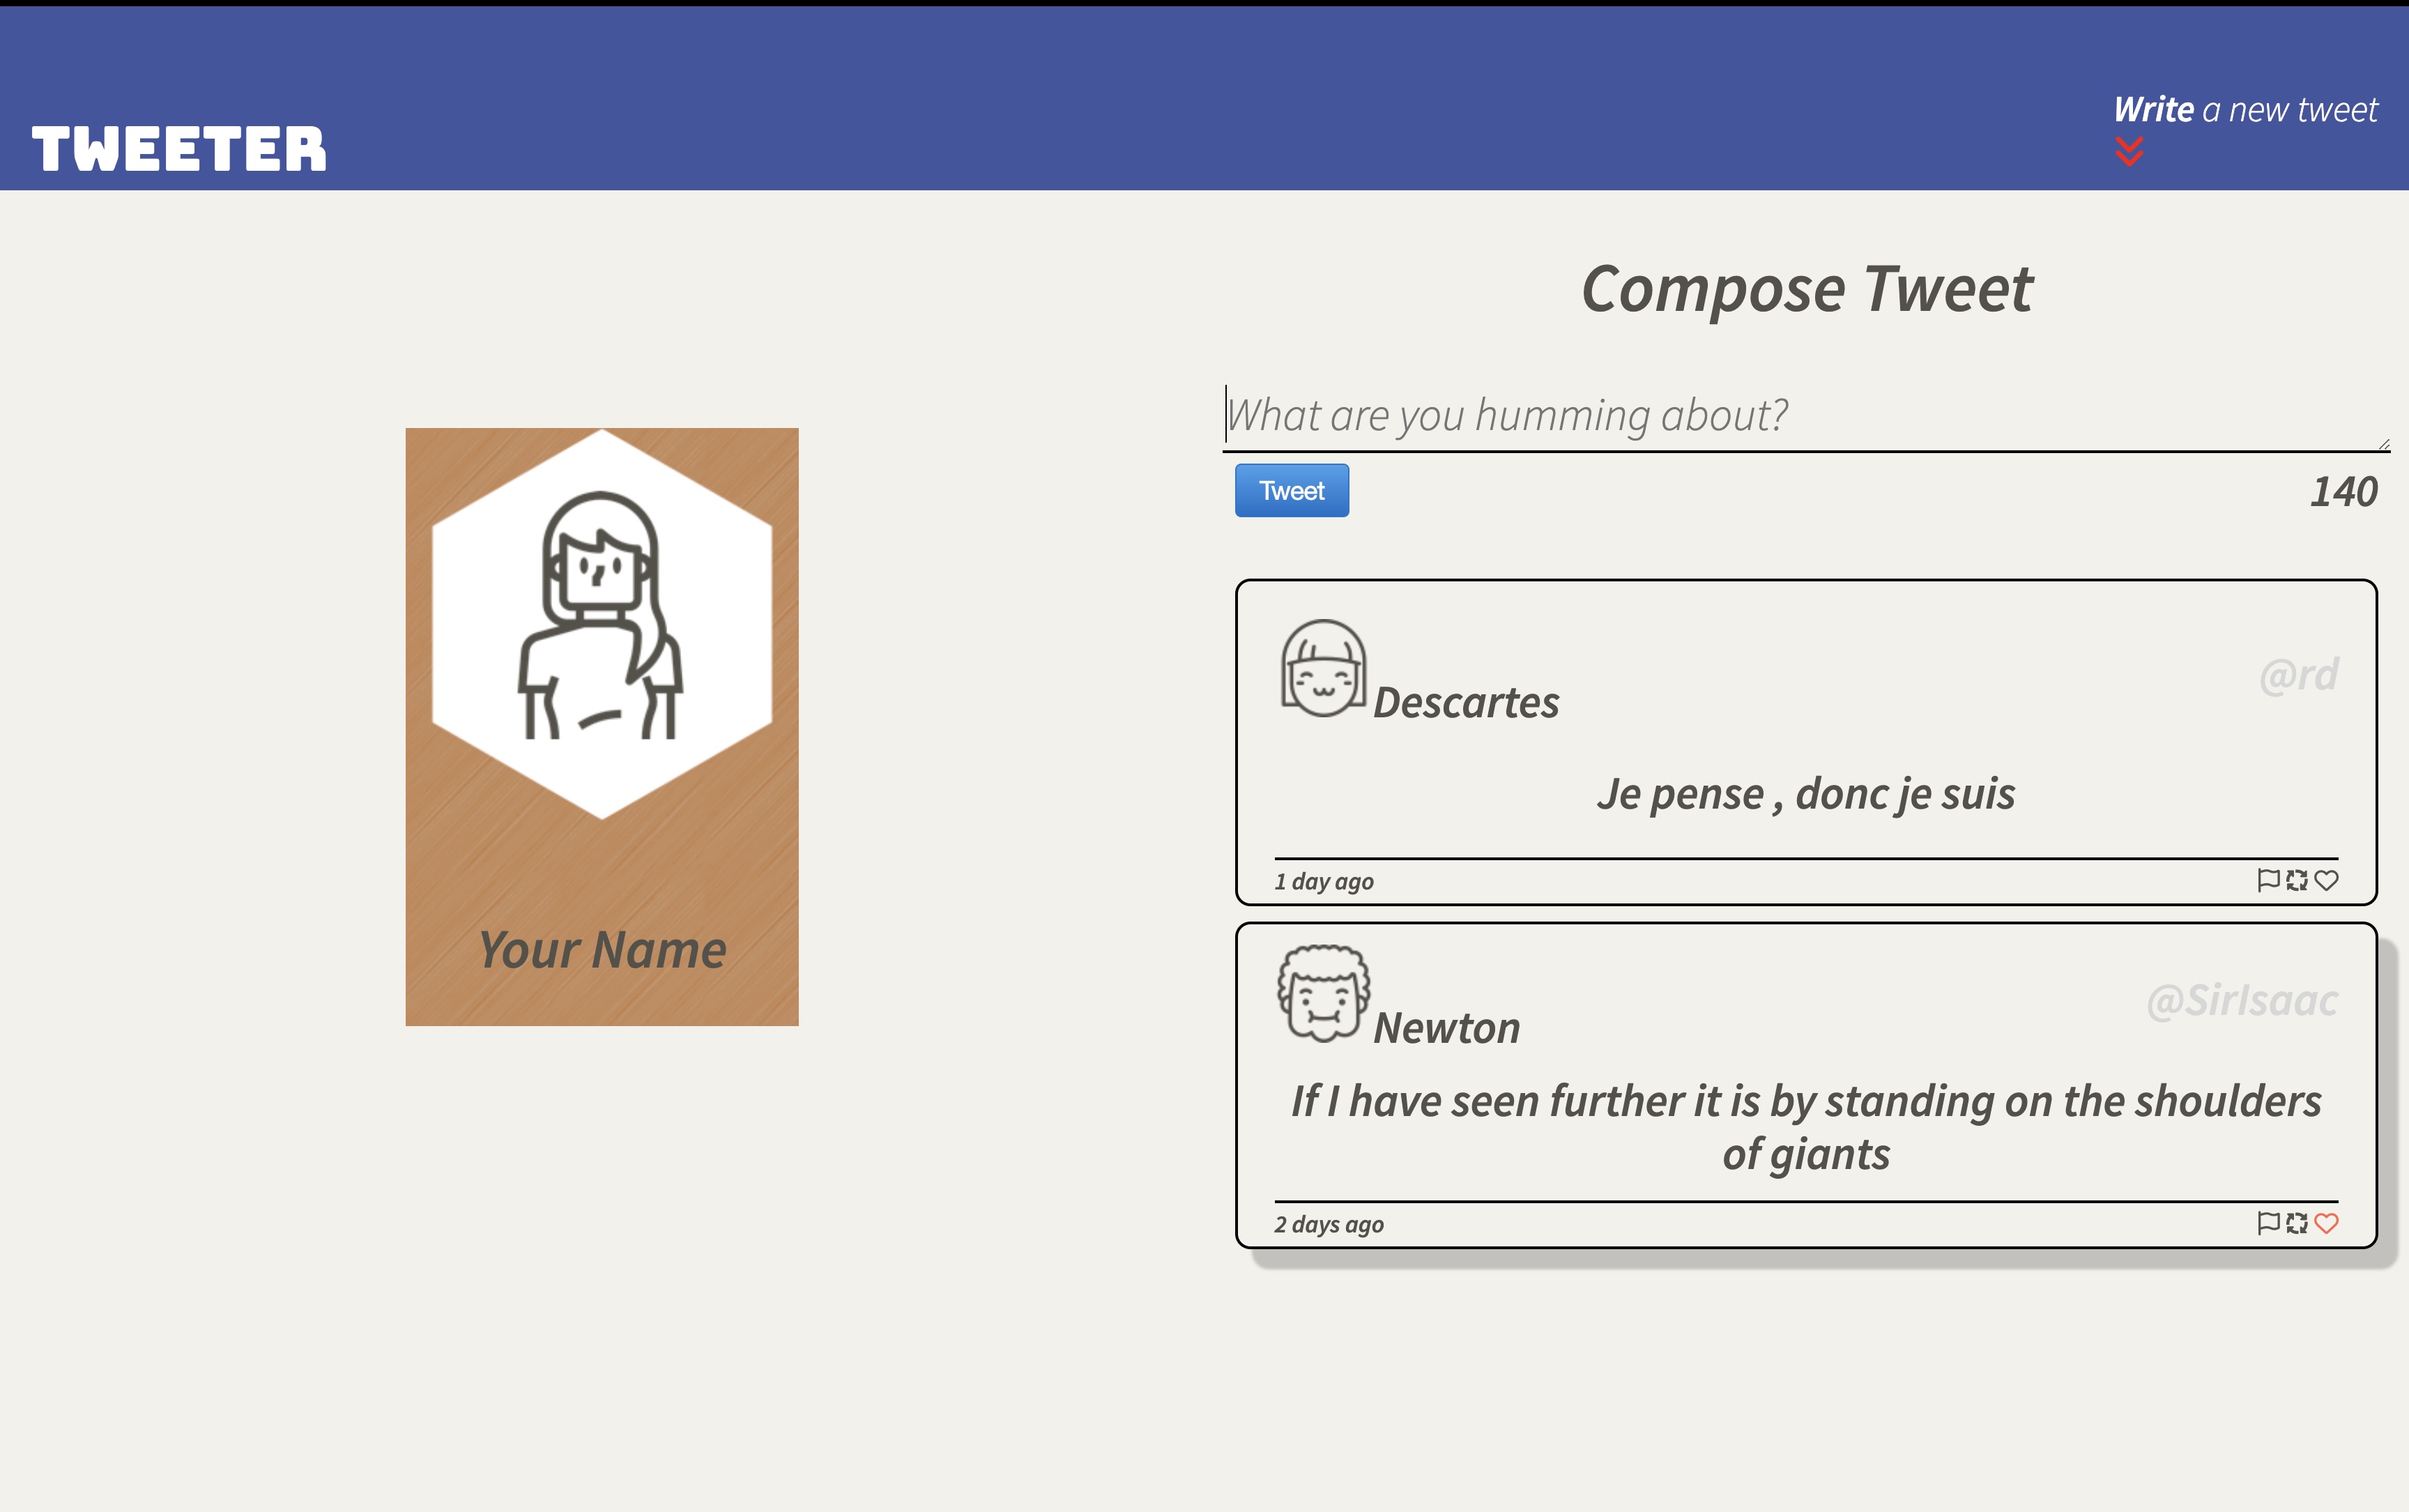 TWEETER
Write a new tweet
Compose Tweet
What are you humming about?
Tweet
140
Your Name
@rd
Descartes
Je pense , donc je suis
1 day ago
@SirIsaac
Newton
If I have seen further it is by standing on the shoulders
of giants
2 days ago